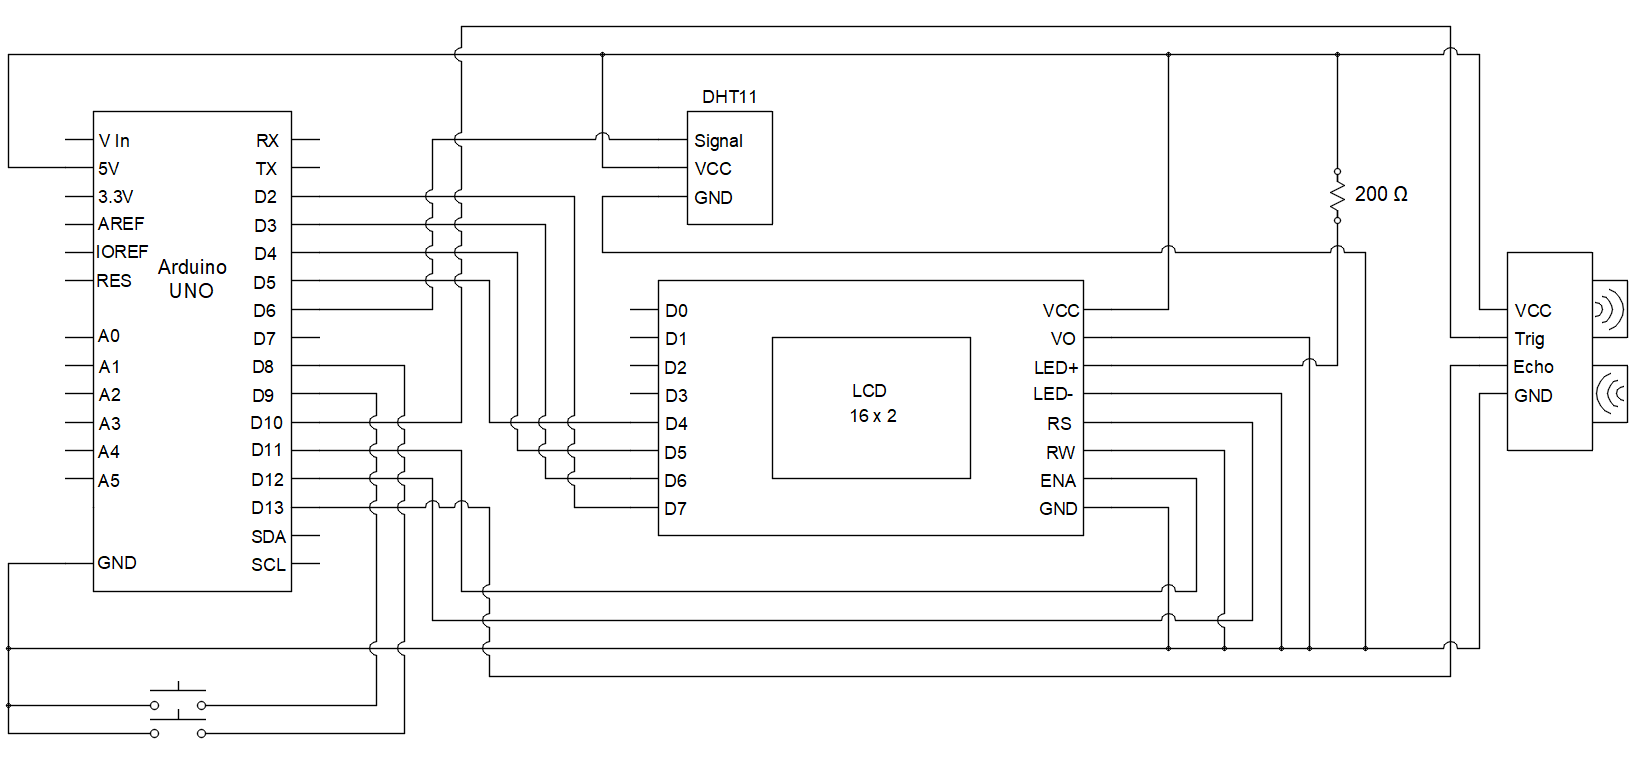 DHT11
Signal
VCC
GND
V In
5V
3.3V
AREF
IOREF
RES
A0
A1
A2
A3
A4
A5
GND
Arduino
UNO
RX
TX
D2
D3
D4
D5
D6
D7
D8
D9
D10
D11
D12
D13
SDA
SCL
D0
D1
D2
D3
D4
D5
D6
D7
LCD
16 x 2
VCC
VO
LED+
LED-
RS
RW
ENA
GND
200 Ω
VCC
Trig
Echo
GND